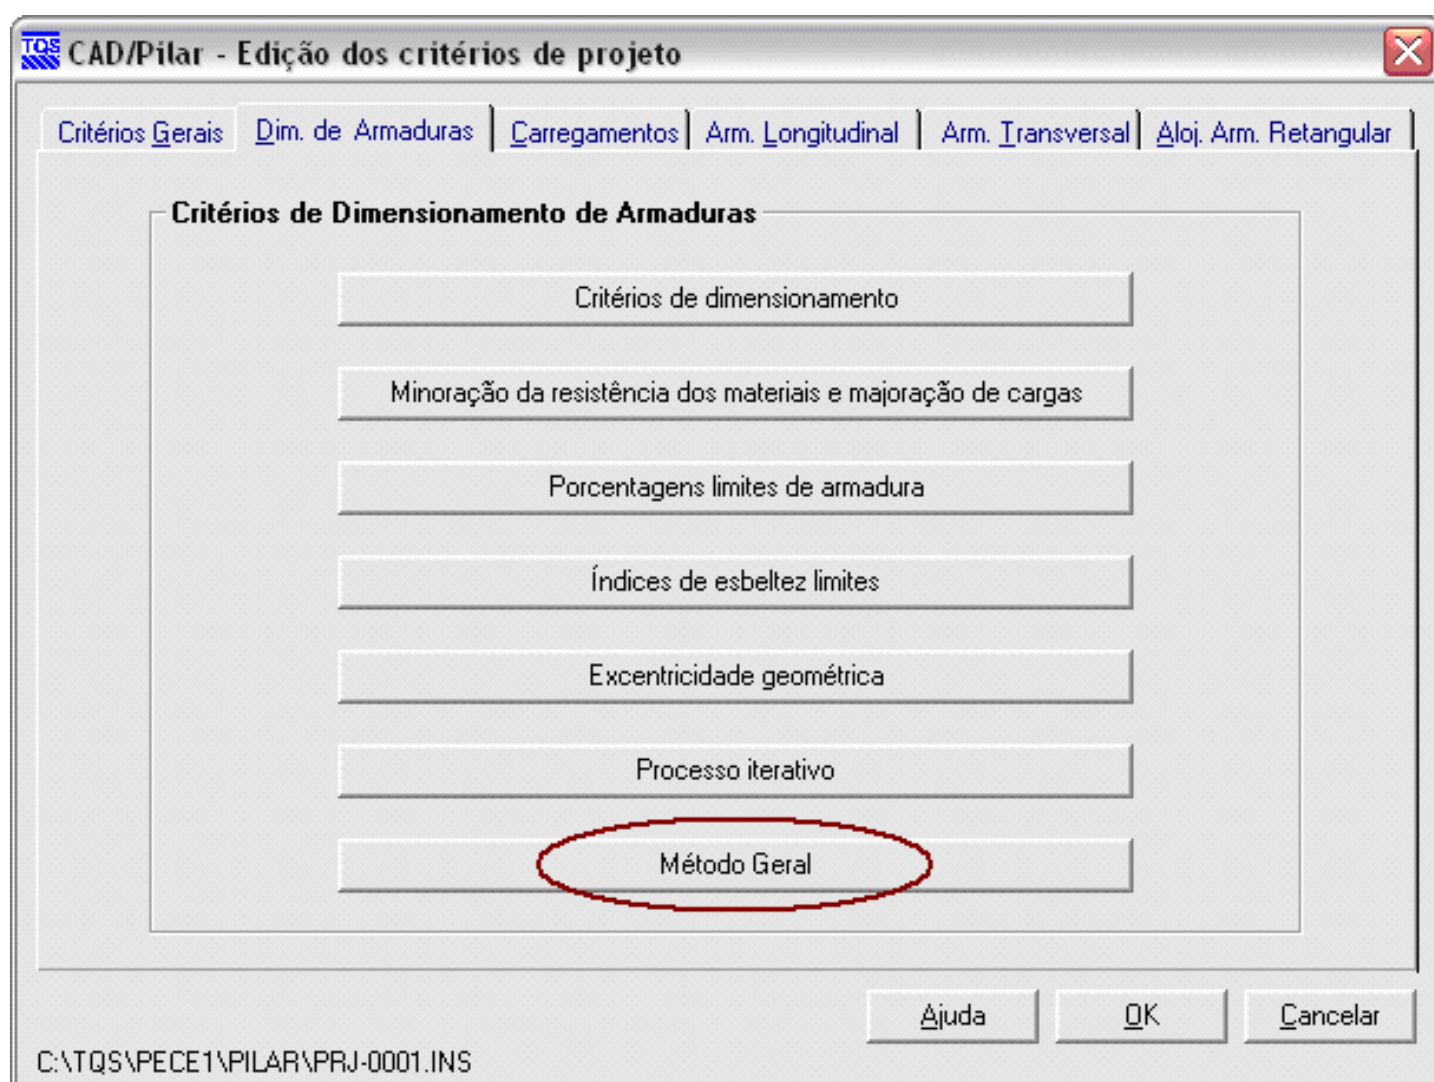 TQS CAD/Pilar - Edição dos critérios de projeto
Critérios Gerais Dim. de Armaduras Carregamentos Arm. Longitudinal Arm. Transversal Aloj. Arm. Retangular
Critérios de Dimensionamento de Armaduras
Critérios de dimensionamento
Minoração da resistência dos materiais e majoração de cargas
Porcentagens limites de armadura
Índices de esbeltez limites
Excentricidade geométrica
Processo iterativo
Método Geral
Ajuda OK Cancelar
C:\TQS\PECE1\PILAR\PRJ-0001.INS